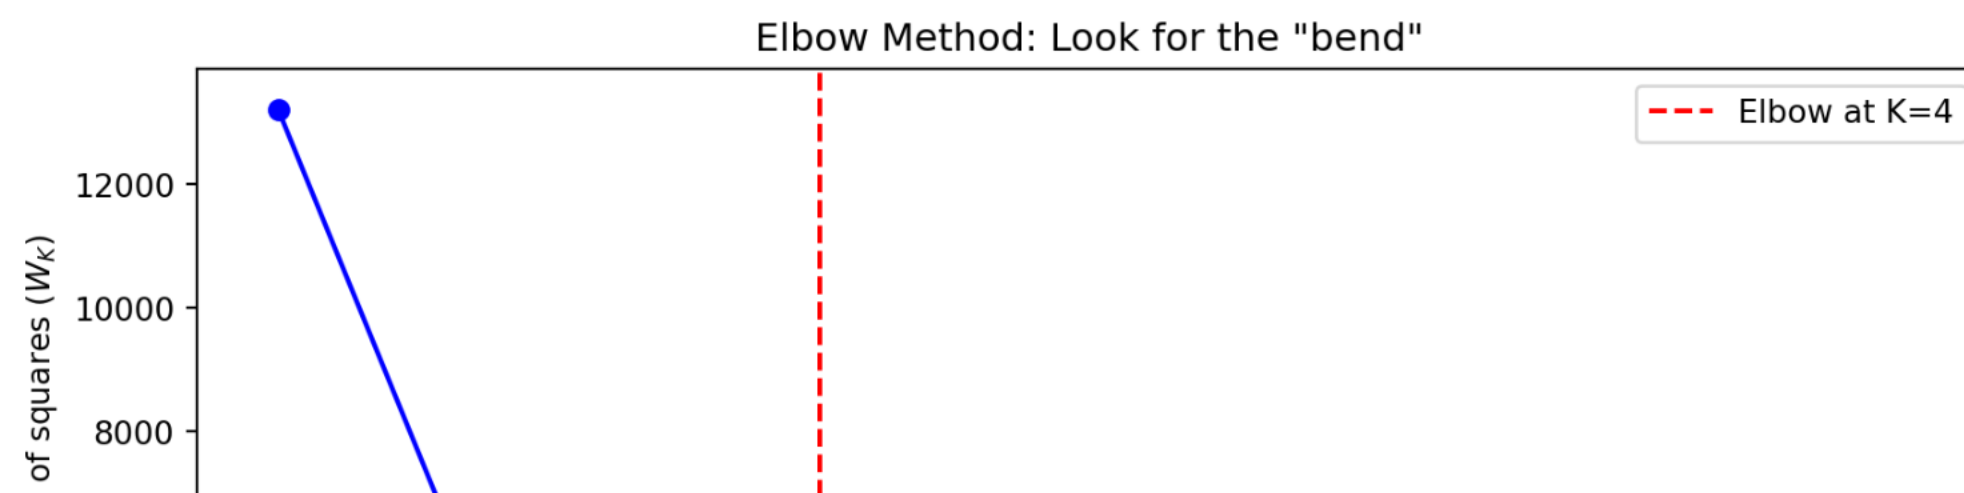 Elbow Method: Look for the "bend"
Elbow at K=4
12000
10000
8000
of squares (W_K)